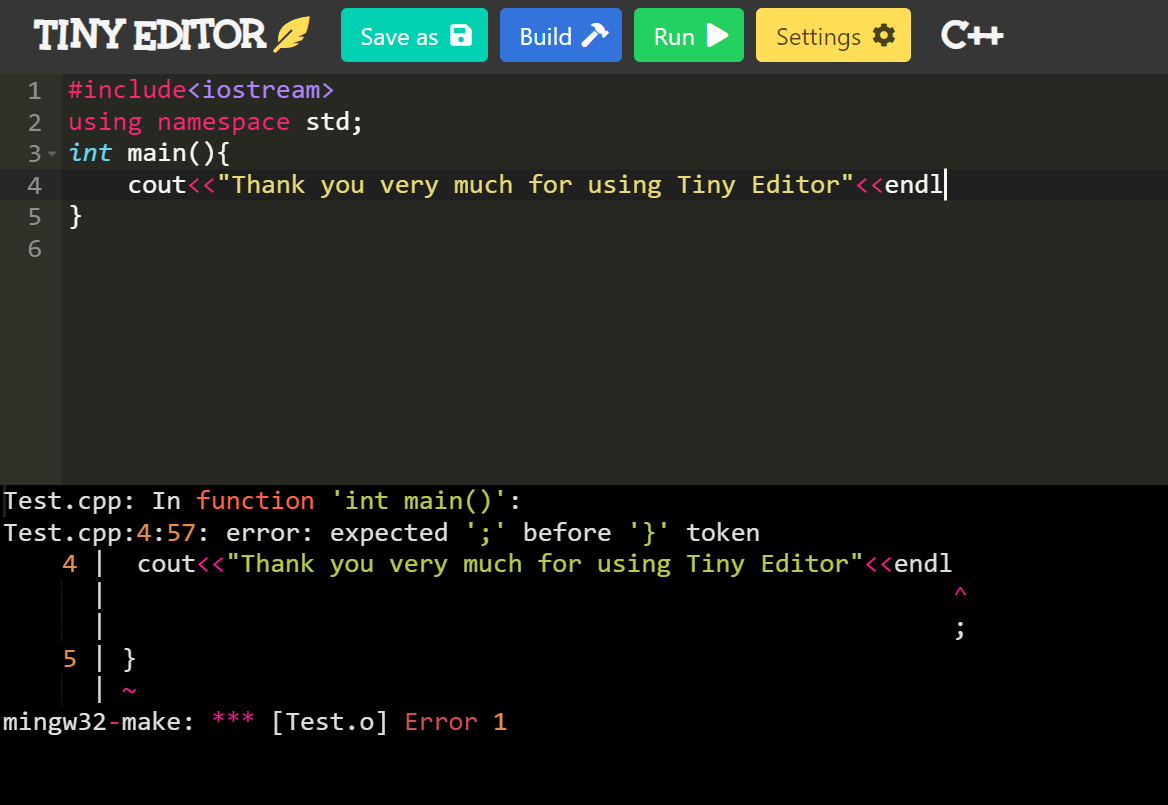 TINY EDITOR Save as Build Run Settings C++
1 #include<iostream>
2 using namespace std;
3 int main(){
4     cout<<"Thank you very much for using Tiny Editor"<<endl
5 }
6
Test.cpp: In function 'int main()':
Test.cpp:4:57: error: expected ';' before '}' token
    4 |  cout<<"Thank you very much for using Tiny Editor"<<endl
      |                                                         ^
      |                                                         ;
    5 | }
      | ~
mingw32-make: *** [Test.o] Error 1